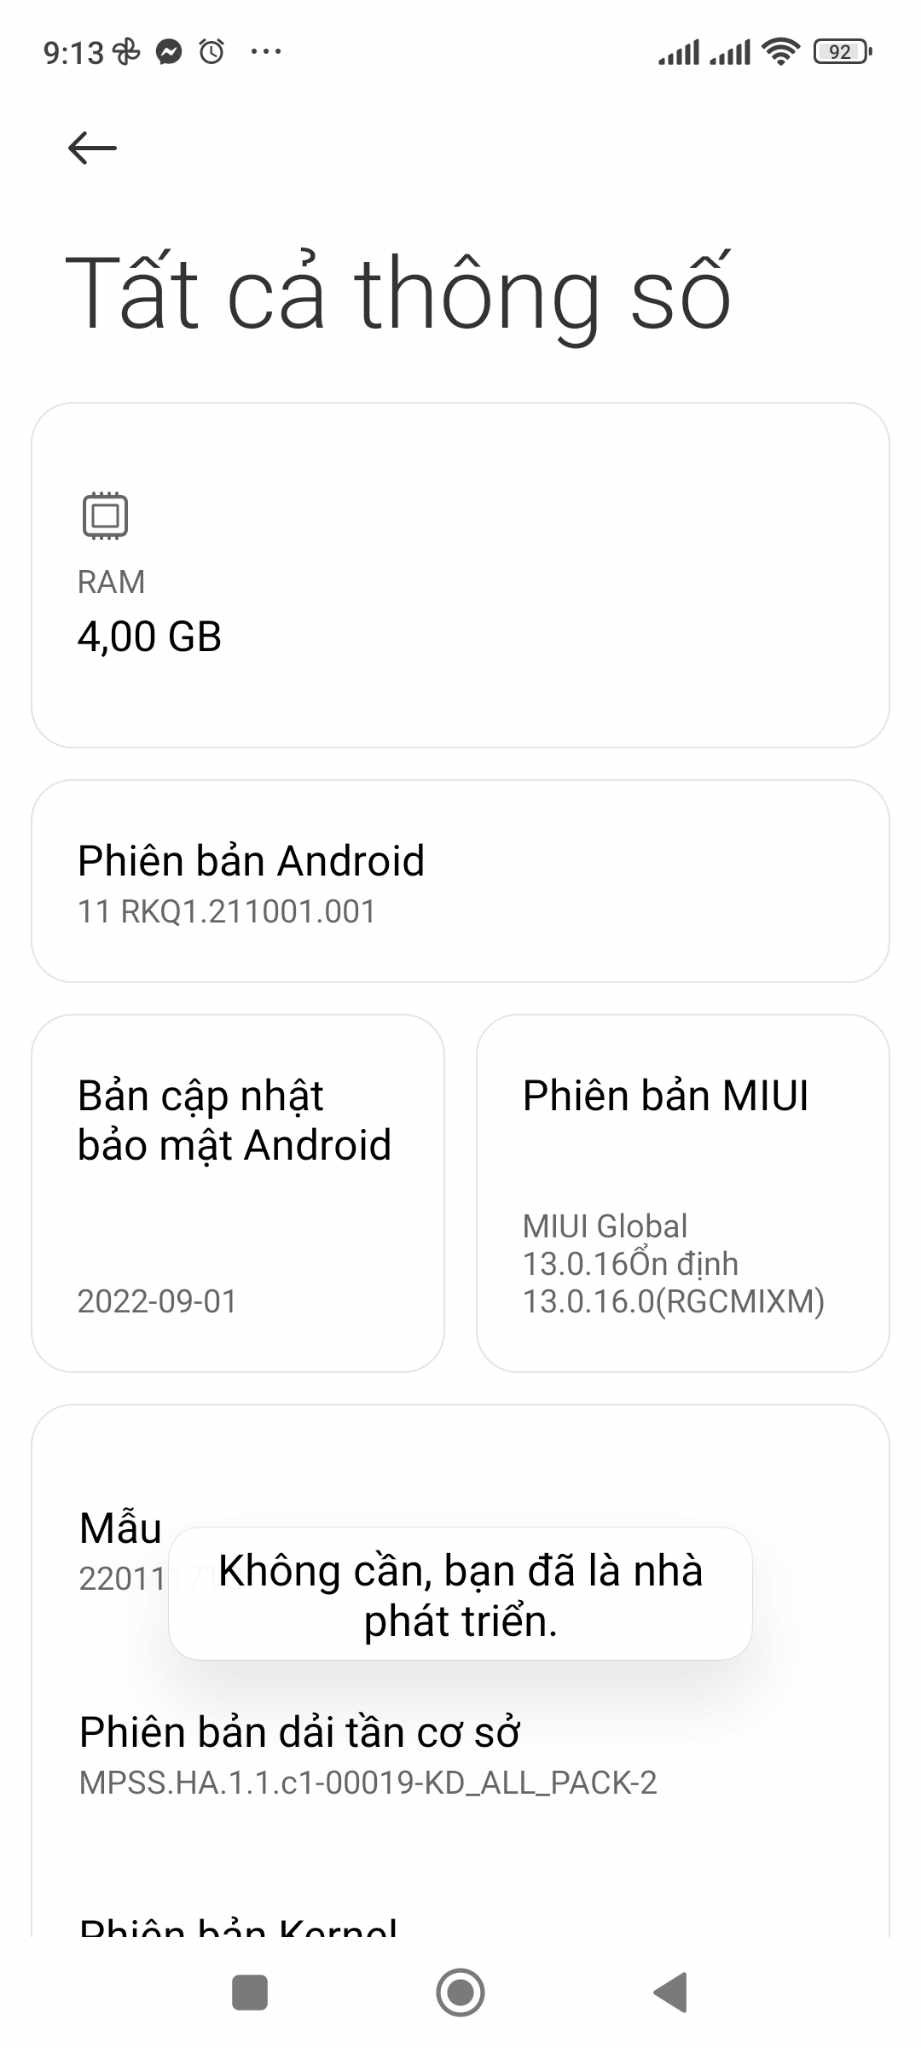 9:13
92
Tất cả thông số
RAM
4,00 GB
Phiên bản Android
11 RKQ1.211001.001
Bản cập nhật
bảo mật Android
2022-09-01
Phiên bản MIUI
MIUI Global
13.0.16Ổn định
13.0.16.0(RGCMIXM)
Mẫu
22011
Không cần, bạn đã là nhà
phát triển.
Phiên bản dải tần cơ sở
MPSS.HA.1.1.c1-00019-KD_ALL_PACK-2
Phiên bản Kernel